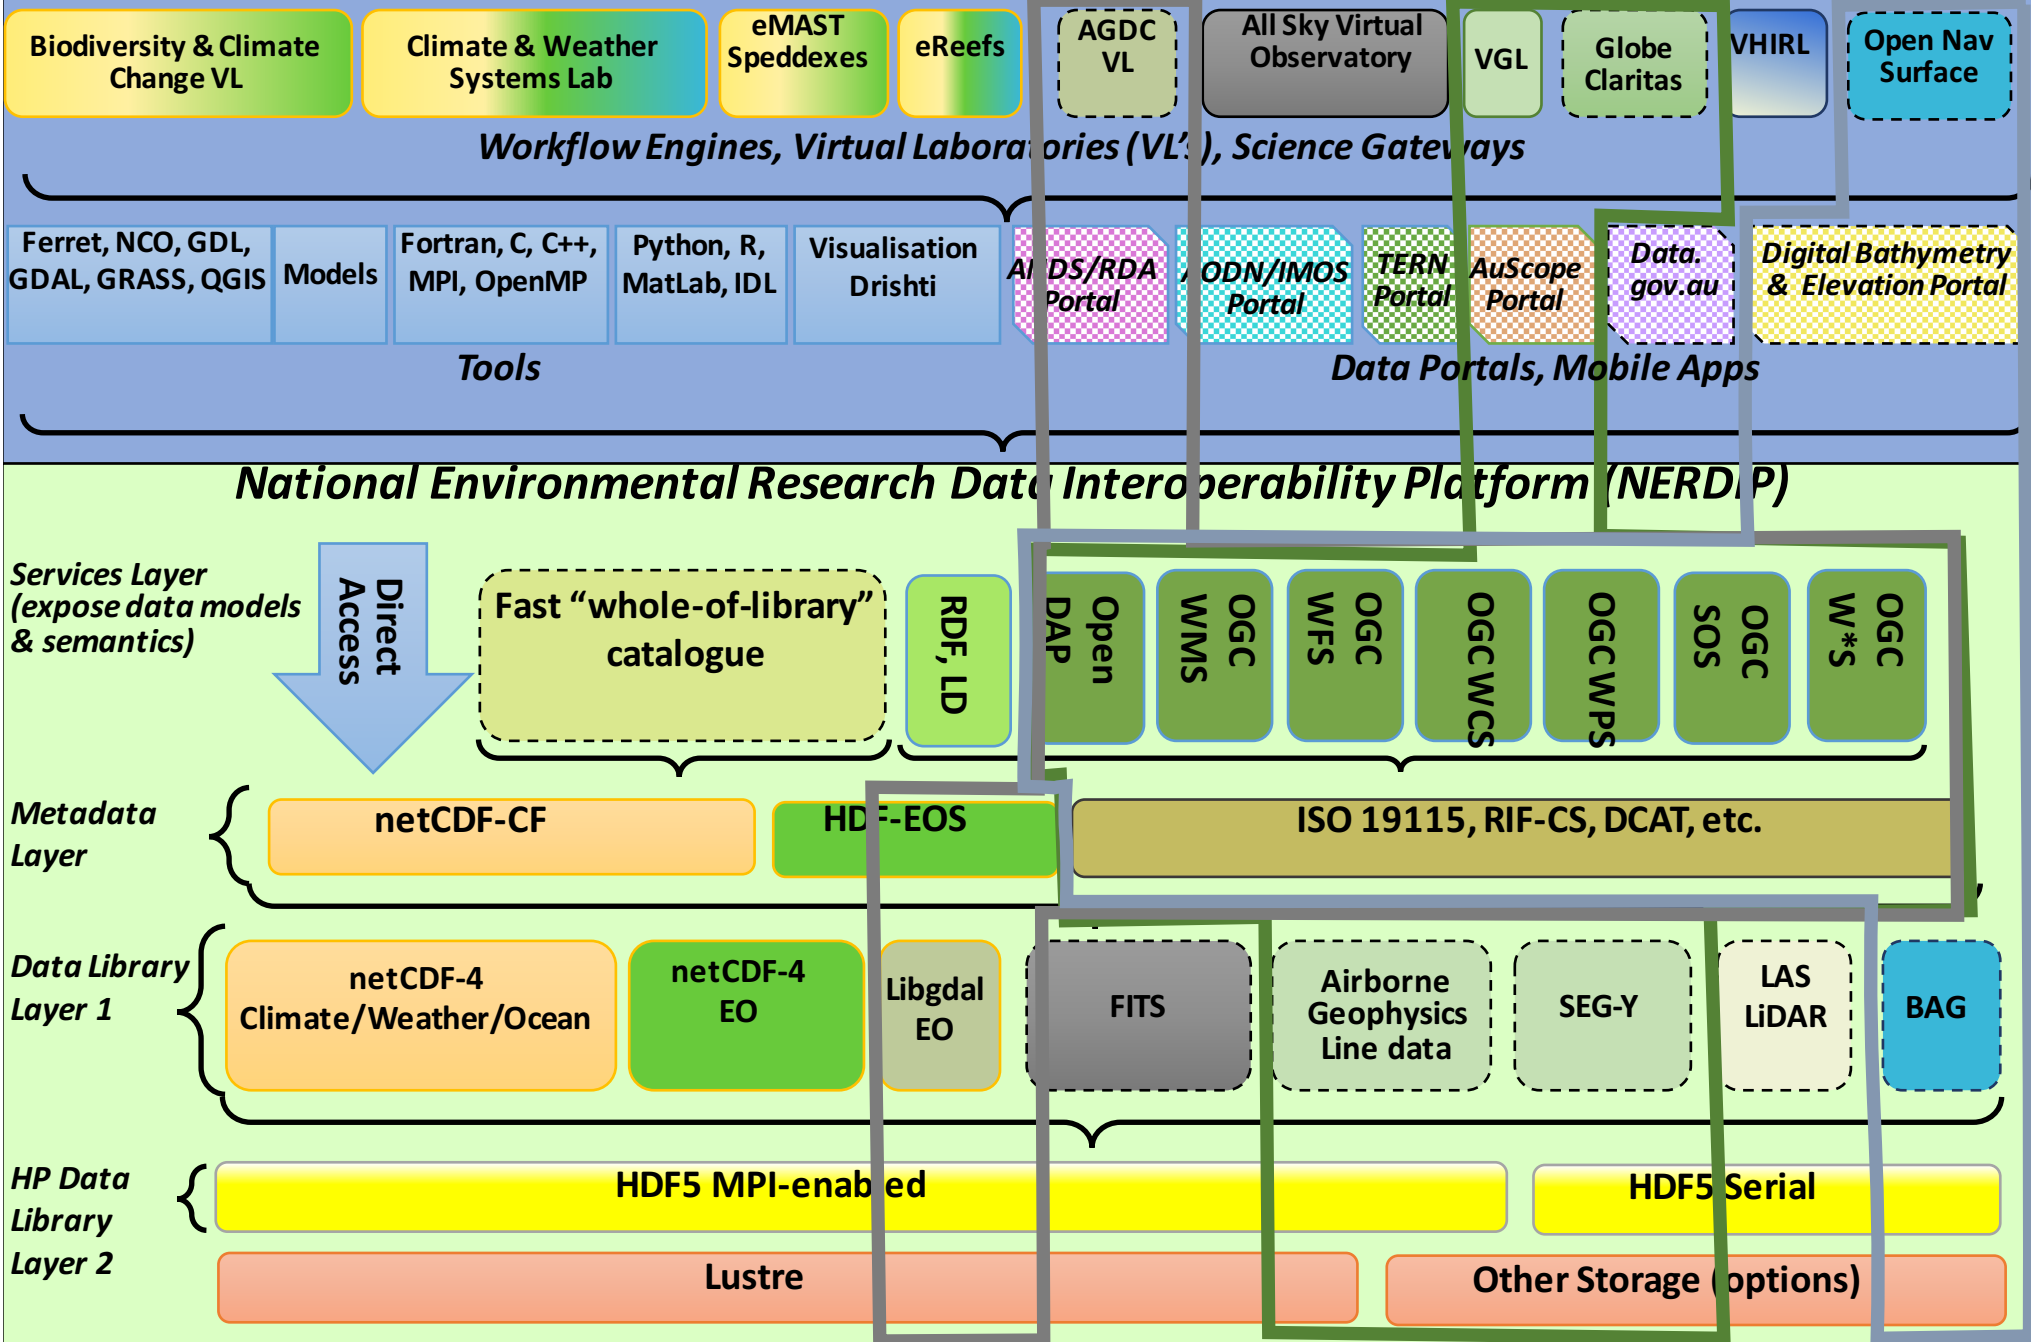 Biodiversity & Climate
Change VL
Climate & Weather
Systems Lab
eMAST
Speddexes
eReefs
AGDC
VL
All Sky Virtual
Observatory
VGL
Globe
Claritas
VHIRL
Open Nav
Surface
Workflow Engines, Virtual Laboratories (VL's), Science Gateways
Ferret, NCO, GDL,
GDAL, GRASS, QGIS
Models
Fortran, C, C++,
MPI, OpenMP
Python, R,
MatLab, IDL
Visualisation
Drishti
ANDS/RDA
Portal
AODN/IMOS
Portal
TERN
Portal
AuScope
Portal
Data.
gov.au
Digital Bathymetry
& Elevation Portal
Tools
Data Portals, Mobile Apps
National Environmental Research Data Interoperability Platform (NERDIP)
Services Layer
(expose data models
& semantics)
Direct
Access
Fast “whole-of-library”
catalogue
RDF, LD
Open
DAP
OGC
WMS
OGC
WFS
OGC WCS
OGC WPS
OGC
SOS
OGC
W*S
Metadata
Layer
netCDF-CF
HDF-EOS
ISO 19115, RIF-CS, DCAT, etc.
Data Library
Layer 1
netCDF-4
Climate/Weather/Ocean
netCDF-4
EO
Libgdal
EO
FITS
Airborne
Geophysics
Line data
SEG-Y
LAS
LiDAR
BAG
HP Data
Library
Layer 2
HDF5 MPI-enabled
HDF5 Serial
Lustre
Other Storage (options)